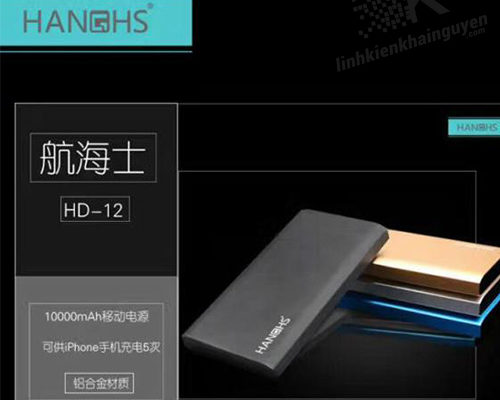 HANGHS®
linhkienkhainguyen
HANGHS®
航海士
HD-12
10000mAh移动电源
可供iPhone手机充电5次
铝合金材质
HANGHS®